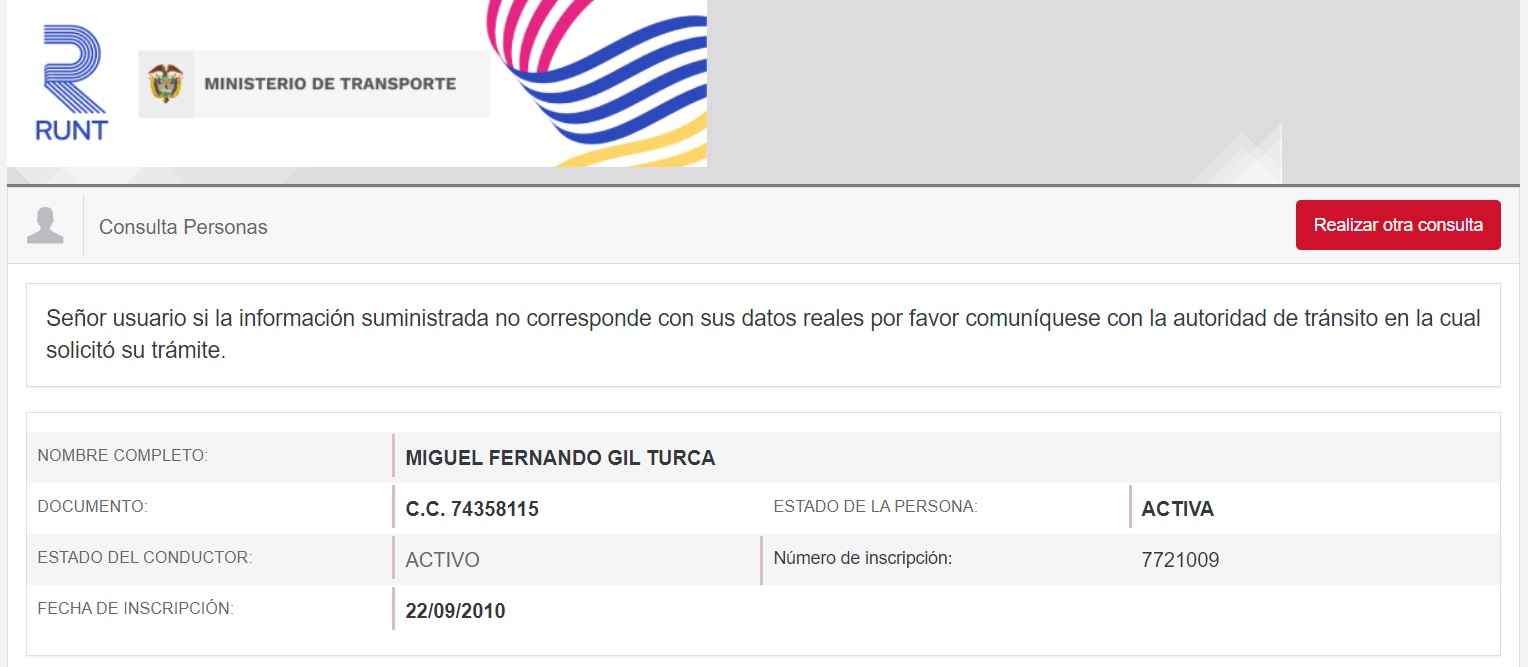 RUNT
MINISTERIO DE TRANSPORTE
Consulta Personas
Realizar otra consulta
Señor usuario si la información suministrada no corresponde con sus datos reales por favor comuníquese con la autoridad de tránsito en la cual
solicitó su trámite.
NOMBRE COMPLETO: MIGUEL FERNANDO GIL TURCA
DOCUMENTO: C.C. 74358115 ESTADO DE LA PERSONA: ACTIVA
ESTADO DEL CONDUCTOR: ACTIVO Número de inscripción: 7721009
FECHA DE INSCRIPCIÓN: 22/09/2010